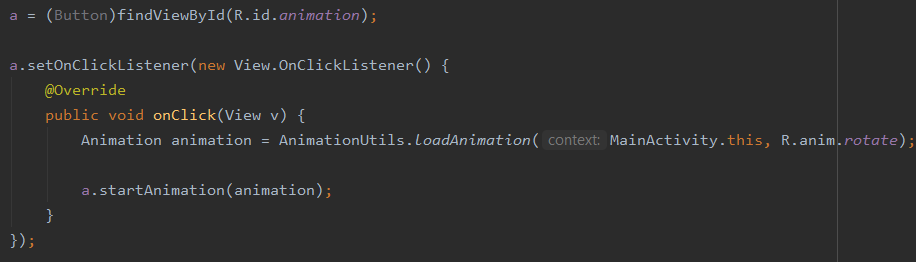 a = (Button)findViewById(R.id.animation);
a.setOnClickListener(new View.OnClickListener() {
@Override
public void onClick(View v) {
Animation animation = AnimationUtils.loadAnimation( context: MainActivity.this, R.anim.rotate);
a.startAnimation(animation);
}
});